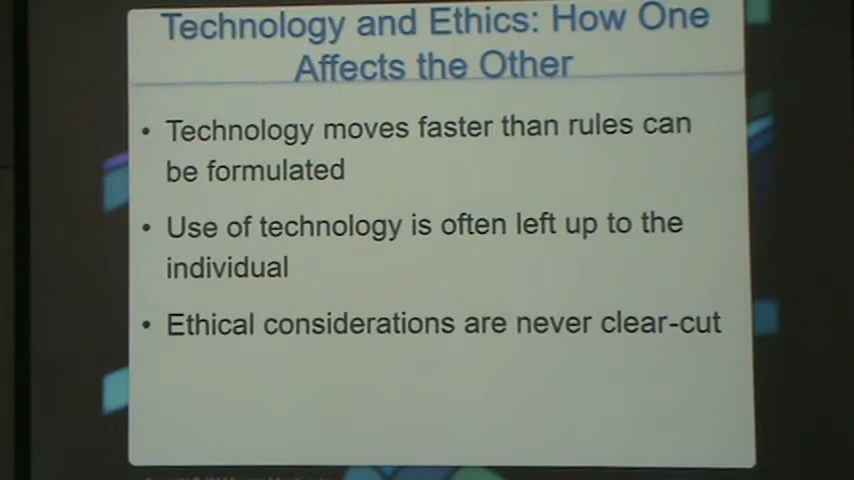 Technology and Ethics: How One
Affects the Other
• Technology moves faster than rules can
be formulated
• Use of technology is often left up to the
individual
• Ethical considerations are never clear-cut